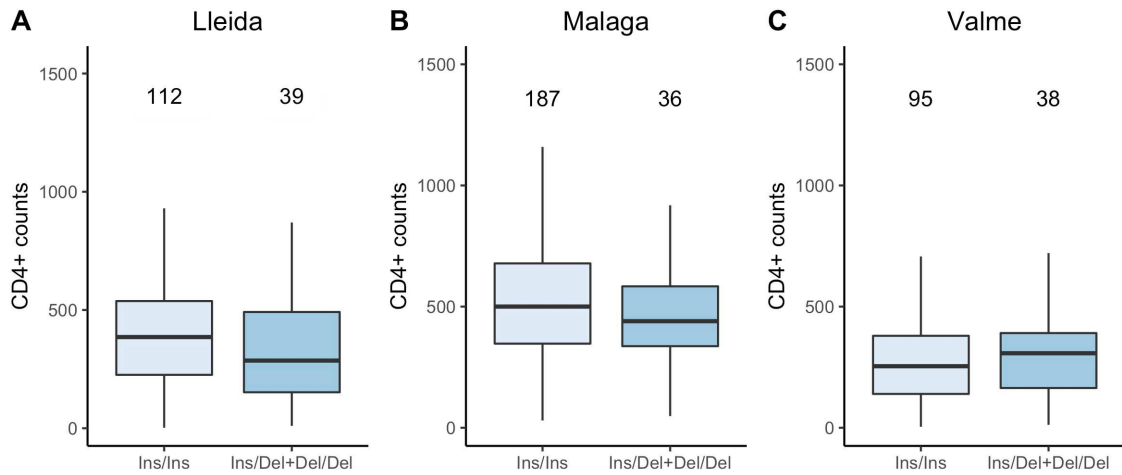 A Lleida
CD4+ counts
1500
1000
500
0
112 39
Ins/Ins Ins/Del+Del/Del
B Malaga
CD4+ counts
1500
1000
500
0
187 36
Ins/Ins Ins/Del+Del/Del
C Valme
CD4+ counts
1500
1000
500
0
95 38
Ins/Ins Ins/Del+Del/Del